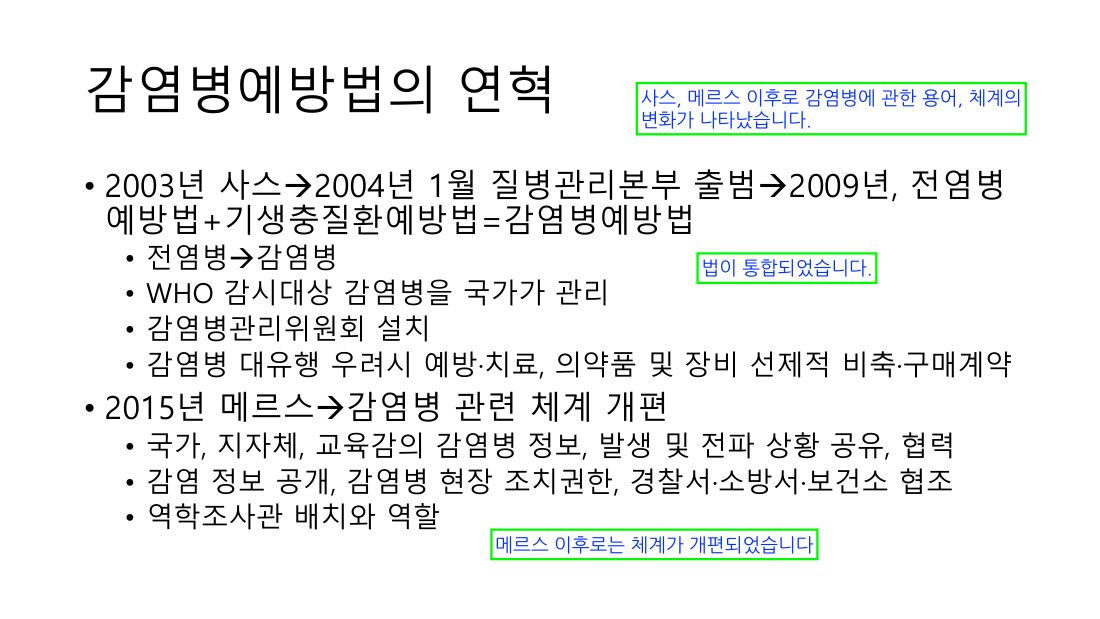 감염병예방법의 연혁
사스, 메르스 이후로 감염병에 관한 용어, 체계의
변화가 나타났습니다.
• 2003년 사스→2004년 1월 질병관리본부 출범→2009년, 전염병
예방법+기생충질환예방법=감염병예방법
• 전염병→감염병
법이 통합되었습니다.
• WHO 감시대상 감염병을 국가가 관리
• 감염병관리위원회 설치
• 감염병 대유행 우려시 예방·치료, 의약품 및 장비 선제적 비축·구매계약
• 2015년 메르스→감염병 관련 체계 개편
• 국가, 지자체, 교육감의 감염병 정보, 발생 및 전파 상황 공유, 협력
• 감염 정보 공개, 감염병 현장 조치권한, 경찰서·소방서·보건소 협조
• 역학조사관 배치와 역할
메르스 이후로는 체계가 개편되었습니다